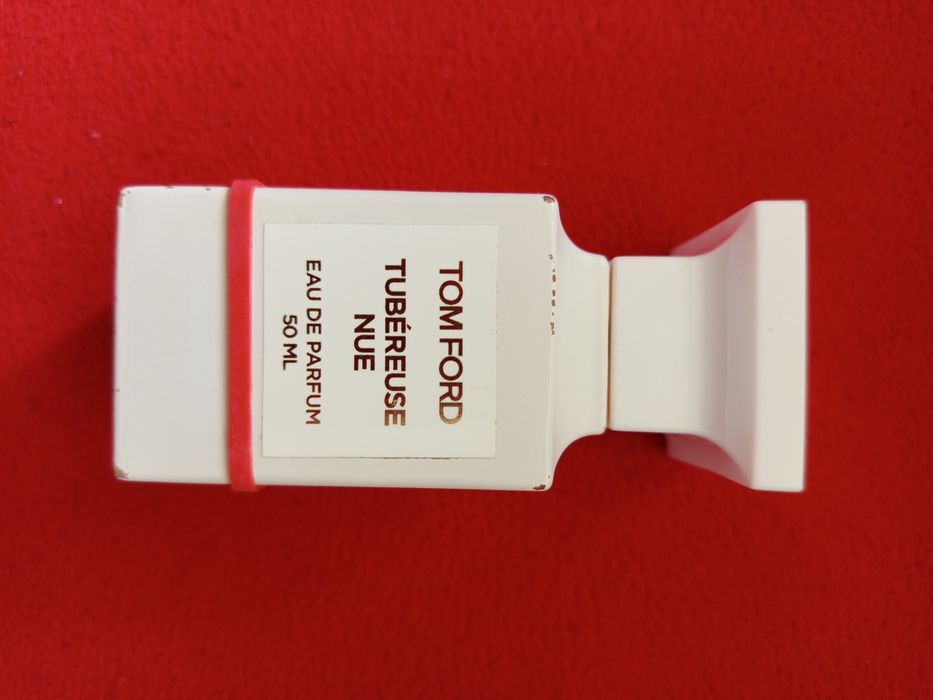 TOM FORD
TUBÉREUSE
NUE
EAU DE PARFUM
50 ML